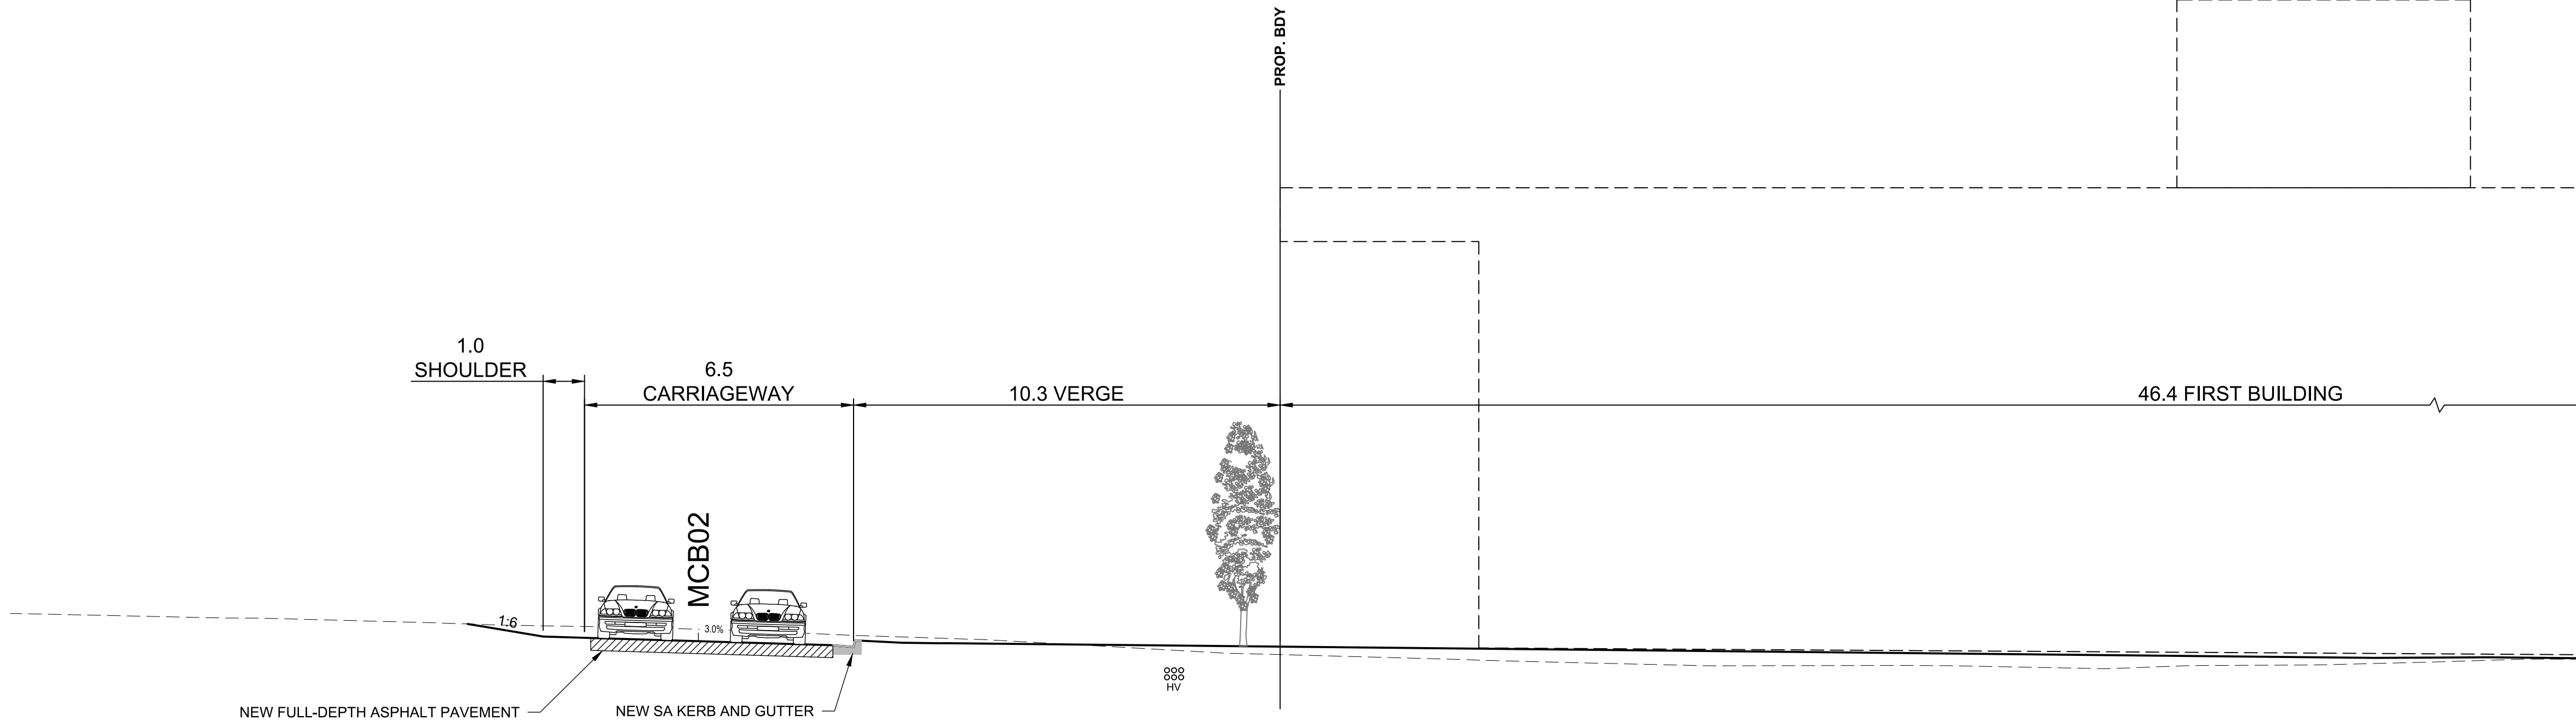 PROP. BDY
1.0
SHOULDER
6.5
CARRIAGEWAY
10.3 VERGE
46.4 FIRST BUILDING
MCB02
1:6
3.0%
HV
NEW FULL-DEPTH ASPHALT PAVEMENT
NEW SA KERB AND GUTTER